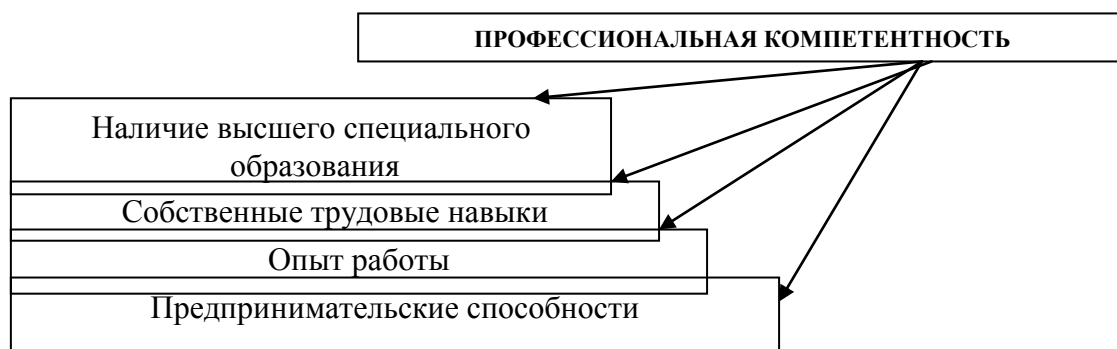 ПРОФЕССИОНАЛЬНАЯ КОМПЕТЕНТНОСТЬ
Наличие высшего специального
образования
Собственные трудовые навыки
Опыт работы
Предпринимательские способности